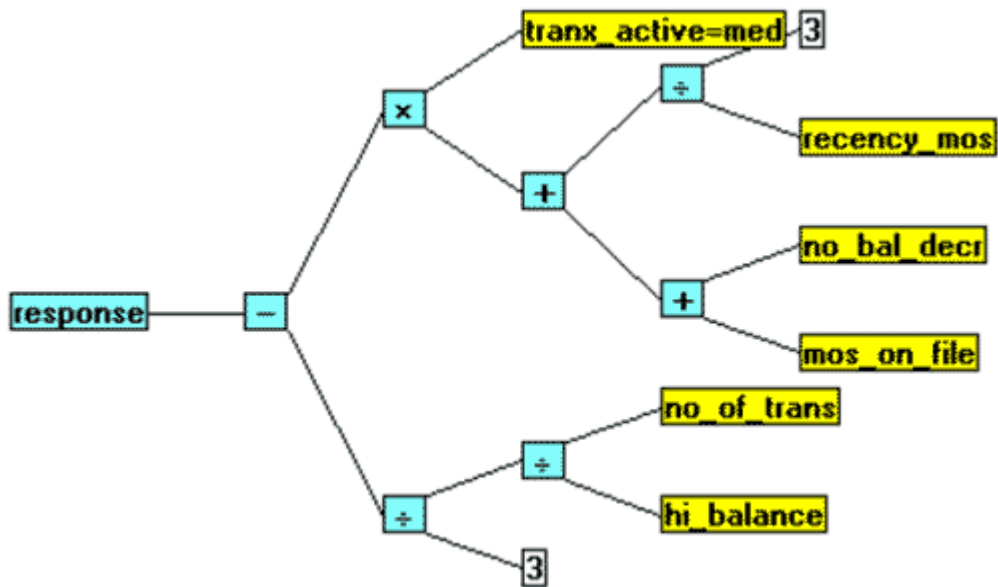 tranx_active=med
3
÷
×
recency_mos
+
no_bal_decr
response
−
+
mos_on_file
no_of_trans
÷
hi_balance
÷
3